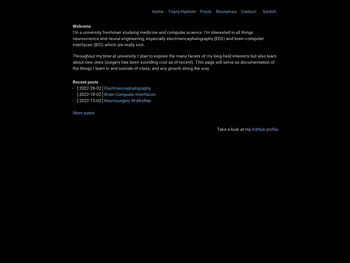 Home Yusra Hashim Posts Resources Contact Switch
Welcome
I'm a university freshman studying medicine and computer science. I'm interested in all things
neuroscience and neural engineering, especially electroencephalography (EEG) and brain-computer
interfaces (BCI) which are really sick.
Throughout my time at university, I plan to explore the many facets of my long-held interests but also learn
about new ones (surgery has been sounding cool as of recent). This page will serve as documentation of
the things I learn in and outside of class, and any growth along the way.
Recent posts
- [ 2022-28-02 ] Electroencephalography
- [ 2022-18-02 ] Brain-Computer Interfaces
- [ 2022-13-02 ] Neurosurgery Workshop
More posts
Take a look at my GitHub profile